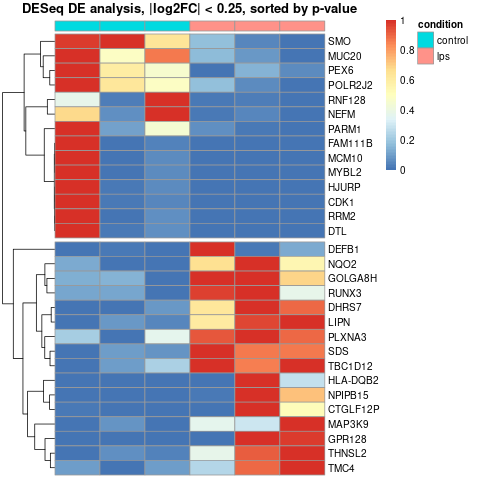 DESeq DE analysis, |log2FC| < 0.25, sorted by p-value
SMO
MUC20
PEX6
POLR2J2
RNF128
NEFM
PARM1
FAM111B
MCM10
MYBL2
HJURP
CDK1
RRM2
DTL
DEFB1
NQO2
GOLGA8H
RUNX3
DHRS7
LIPN
PLXNA3
SDS
TBC1D12
HLA-DQB2
NPIPB15
CTGLF12P
MAP3K9
GPR128
THNSL2
TMC4
1
0.8
0.6
0.4
0.2
0
condition
control
lps